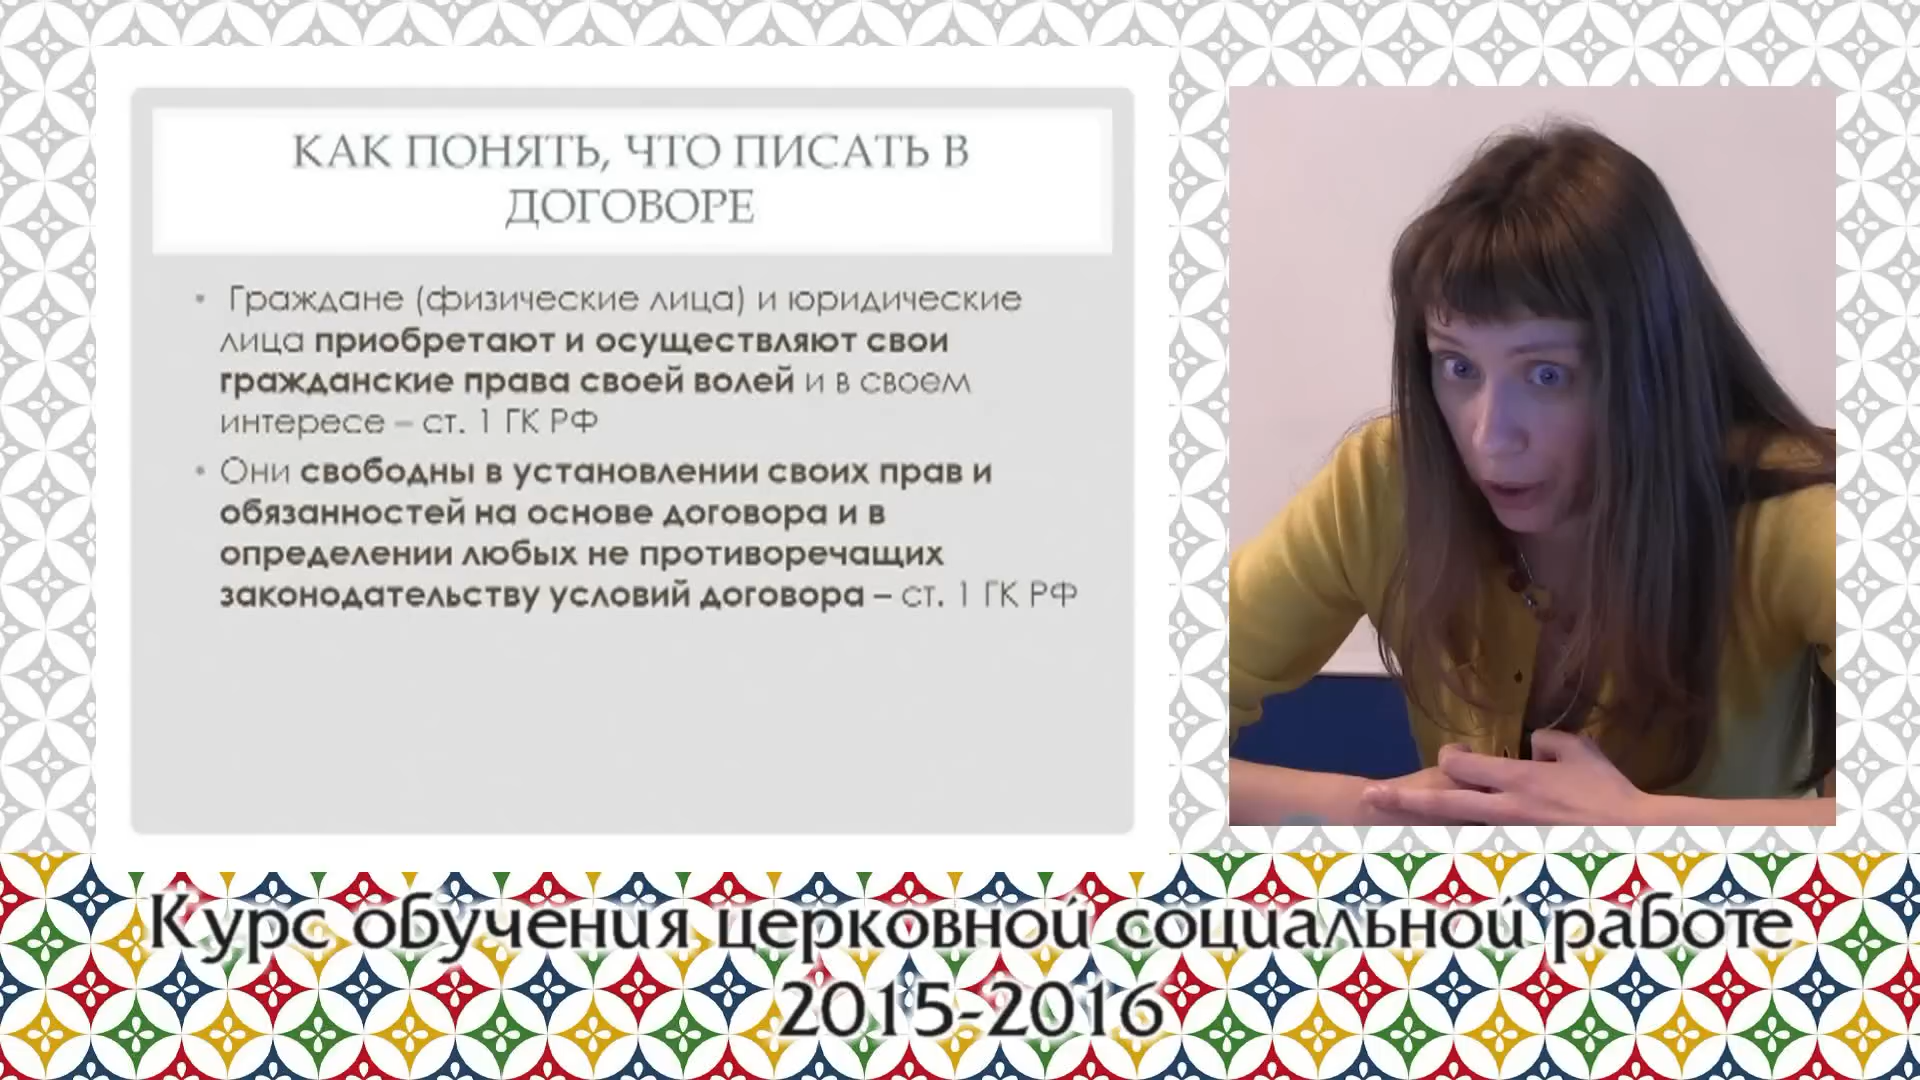 КАК ПОНЯТЬ, ЧТО ПИСАТЬ В
ДОГОВОРЕ
• Граждане (физические лица) и юридические
лица приобретают и осуществляют свои
гражданские права своей волей и в своем
интересе – ст. 1 ГК РФ
• Они свободны в установлении своих прав и
обязанностей на основе договора и в
определении любых не противоречащих
законодательству условий договора – ст. 1 ГК РФ
Курс обучения церковной социальной работе
2015-2016